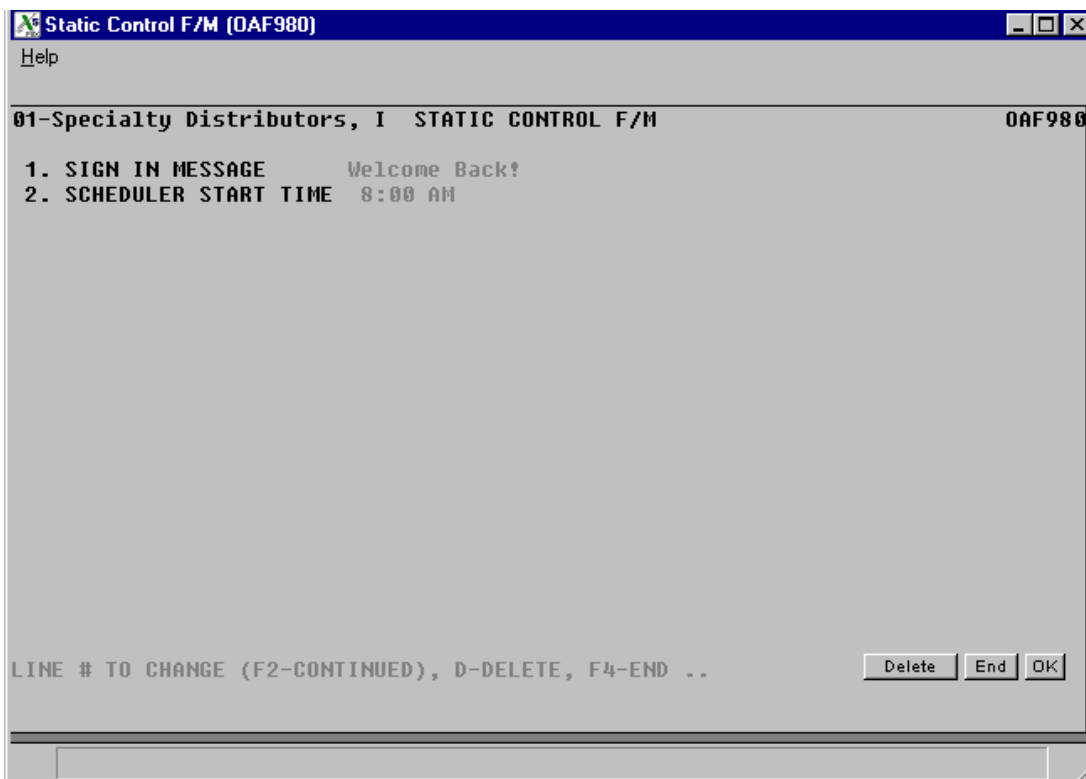 Static Control F/M (OAF980)
Help
01-Specialty Distributors, I STATIC CONTROL F/M OAF980
1. SIGN IN MESSAGE Welcome Back!
2. SCHEDULER START TIME 8:00 AM
LINE # TO CHANGE (F2-CONTINUED), D-DELETE, F4-END .. Delete End OK